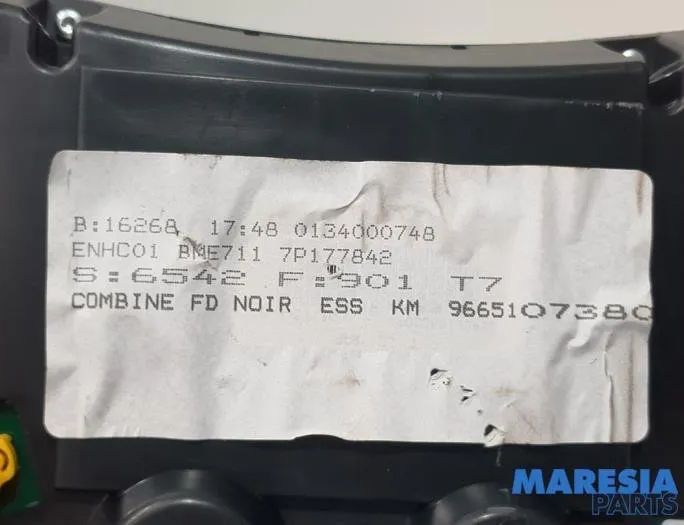 B:16268 17:48 0134000748
ENHC01 BME711 7P177842
S:6542 F:901 T7
COMBINE FD NOIR ESS KM 9665107380
MARESIA
PARTS